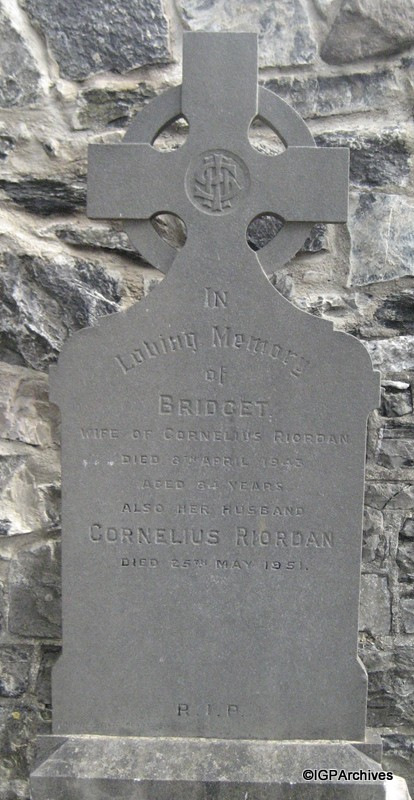 IHS
IN
Loving Memory
of
BRIDGET,
WIFE OF CORNELIUS RIORDAN
DIED 8TH APRIL 1943
AGED 84 YEARS
ALSO HER HUSBAND
CORNELIUS RIORDAN
DIED 25TH MAY 1951.
R.I.P.
©IGPArchives